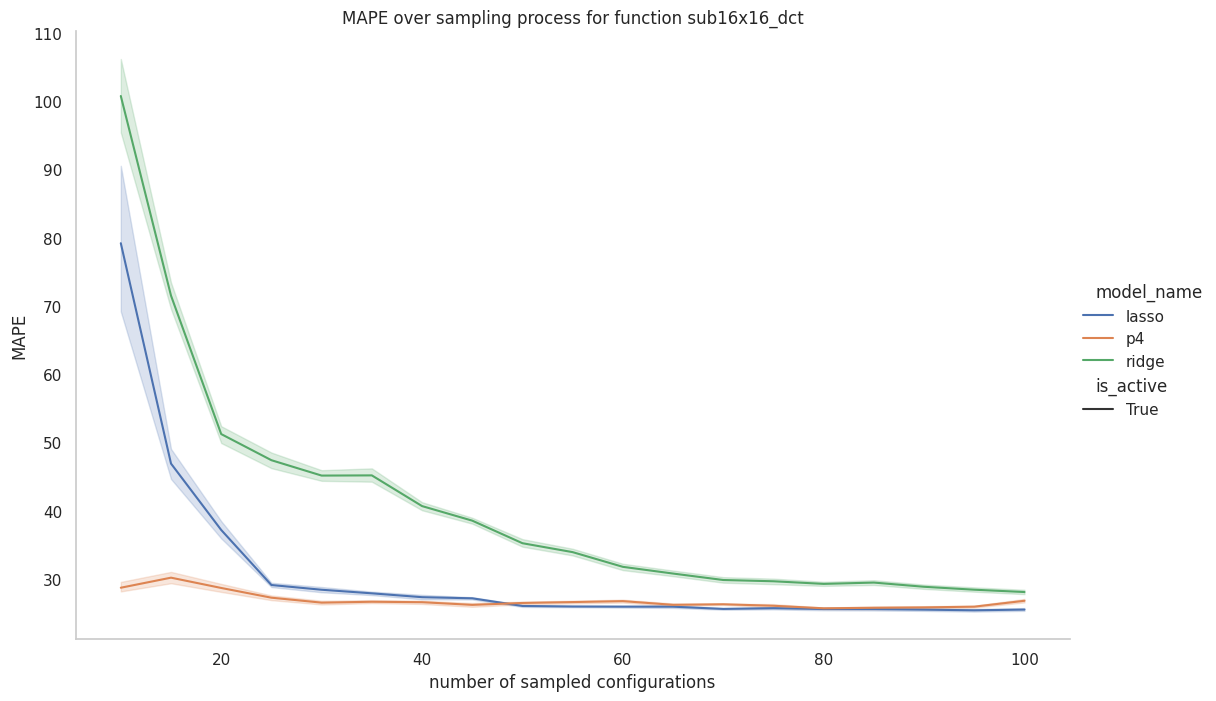 MAPE over sampling process for function sub16x16_dct
110
100
90
80
70
60
50
40
30
MAPE
20
40
60
80
100
number of sampled configurations
model_name
lasso
p4
ridge
is_active
True